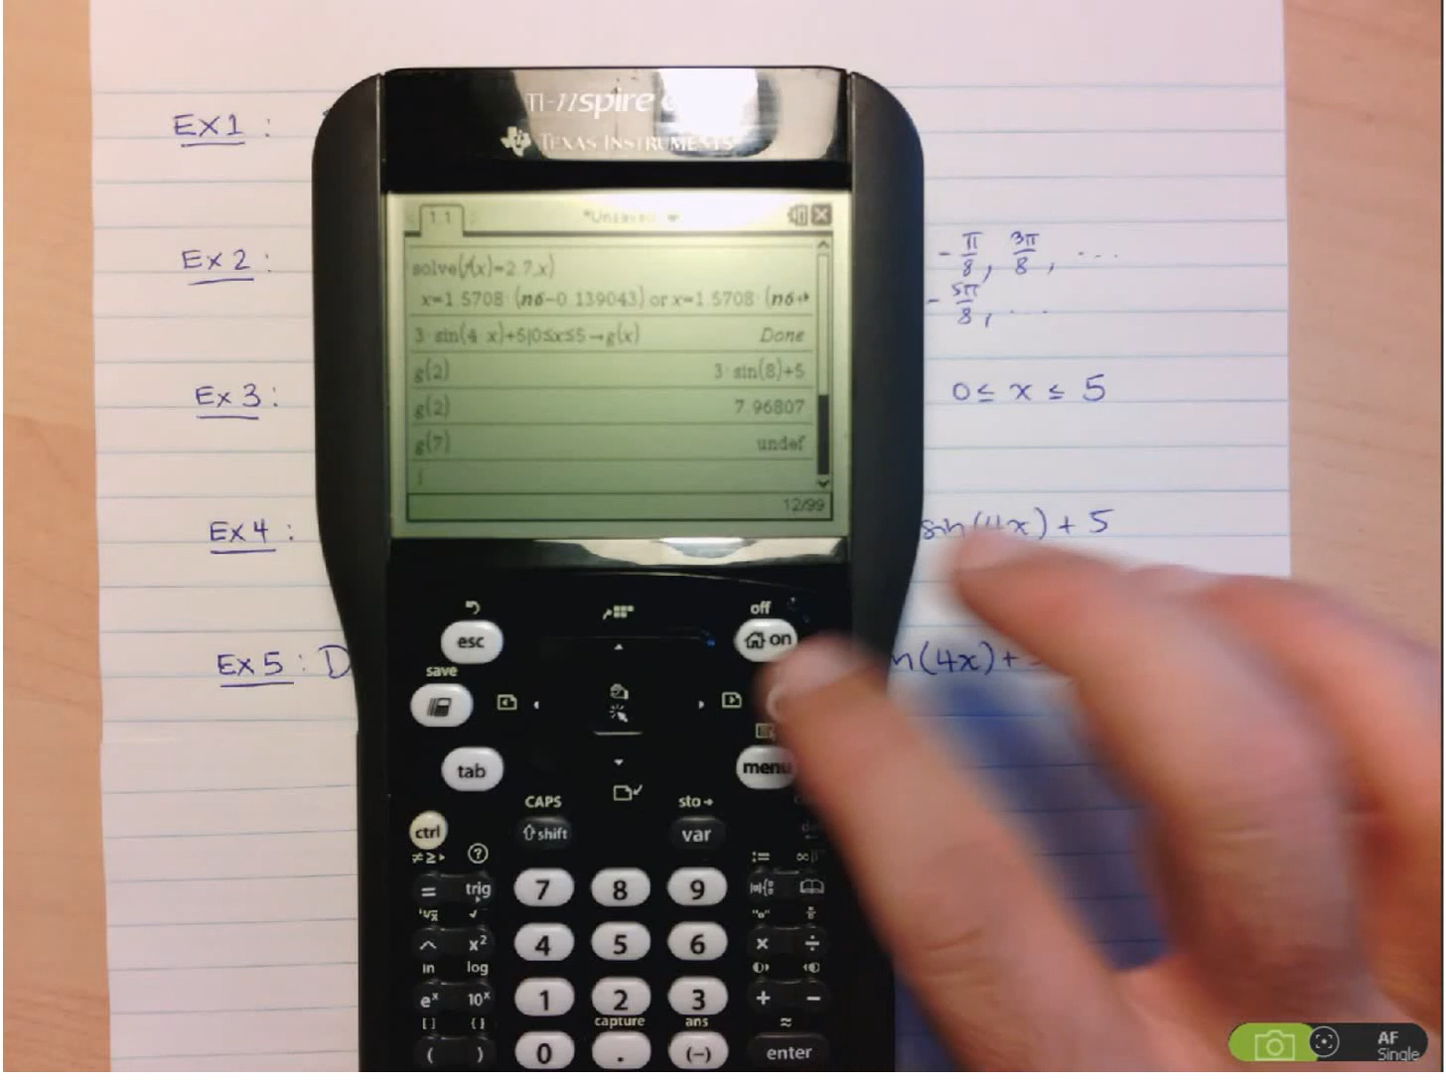 TI-nspire
TEXAS INSTRUMENTS
EX1 :
Ex 2 :
-π/8, 3π/8, ...
-5π/8, ...
Ex 3 :
0 ≤ x ≤ 5
Ex 4 :
sin(4x) + 5
Ex 5 : D
n(4x) +
1.1
*Unsaved
solve(f(x)=2.7,x)
x=1.5708·(n6-0.139043) or x=1.5708·(n6
3·sin(4·x)+5|0≤x≤5→g(x) Done
g(2) 3·sin(8)+5
g(2) 7.96807
g(7) undef
12/99
off
esc
on
save
tab
menu
CAPS
sto→
ctrl
⇧shift
var
≠≥▸ ?
:= ∞
= trig 7 8 9
^ x² 4 5 6 × ÷
ln log
eˣ 10ˣ 1 2 3 + −
[] {} capture ans ≈
( ) 0 . (−) enter
AF
Single